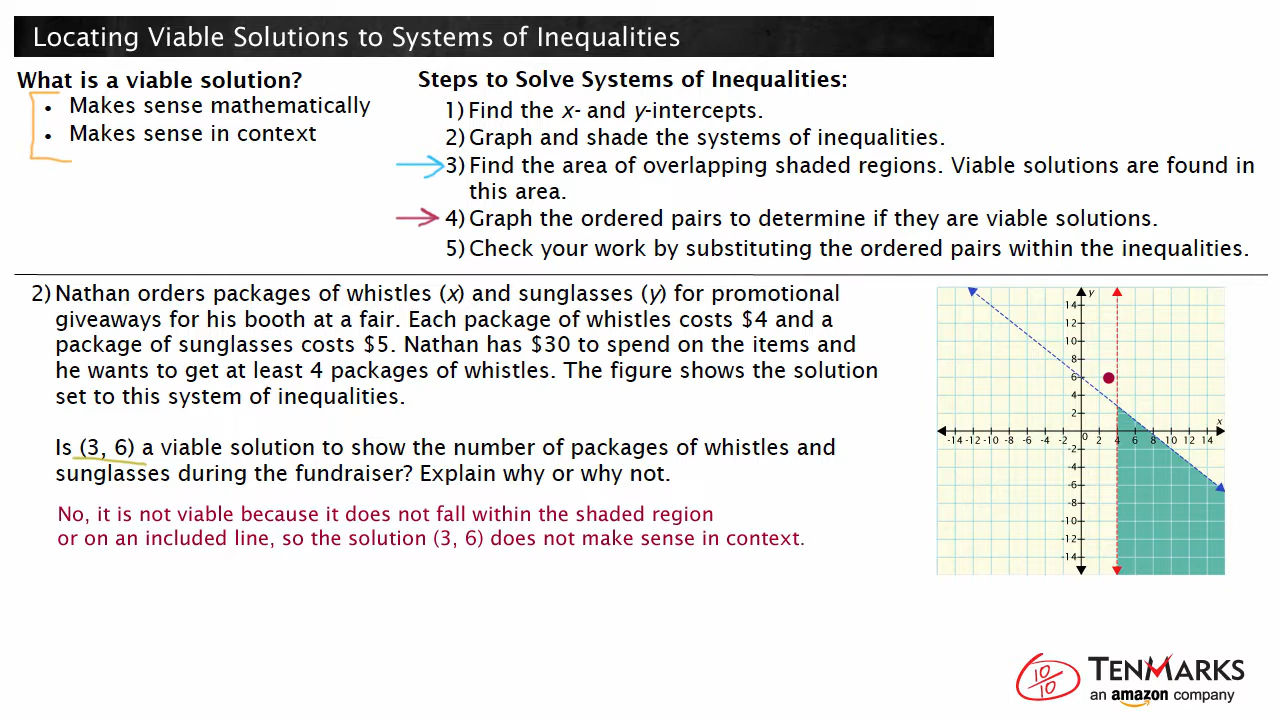 Locating Viable Solutions to Systems of Inequalities
What is a viable solution?
• Makes sense mathematically
• Makes sense in context
Steps to Solve Systems of Inequalities:
1) Find the x- and y-intercepts.
2) Graph and shade the systems of inequalities.
3) Find the area of overlapping shaded regions. Viable solutions are found in
this area.
4) Graph the ordered pairs to determine if they are viable solutions.
5) Check your work by substituting the ordered pairs within the inequalities.
2) Nathan orders packages of whistles (x) and sunglasses (y) for promotional
giveaways for his booth at a fair. Each package of whistles costs $4 and a
package of sunglasses costs $5. Nathan has $30 to spend on the items and
he wants to get at least 4 packages of whistles. The figure shows the solution
set to this system of inequalities.
Is (3, 6) a viable solution to show the number of packages of whistles and
sunglasses during the fundraiser? Explain why or why not.
No, it is not viable because it does not fall within the shaded region
or on an included line, so the solution (3, 6) does not make sense in context.
y
14
12
10
8
6
4
2
x
-14 -12 -10 -8 -6 -4 -2 0 2 4 6 8 10 12 14
-2
-4
-6
-8
-10
-12
-14
10/10
TENMARKS
an amazon company